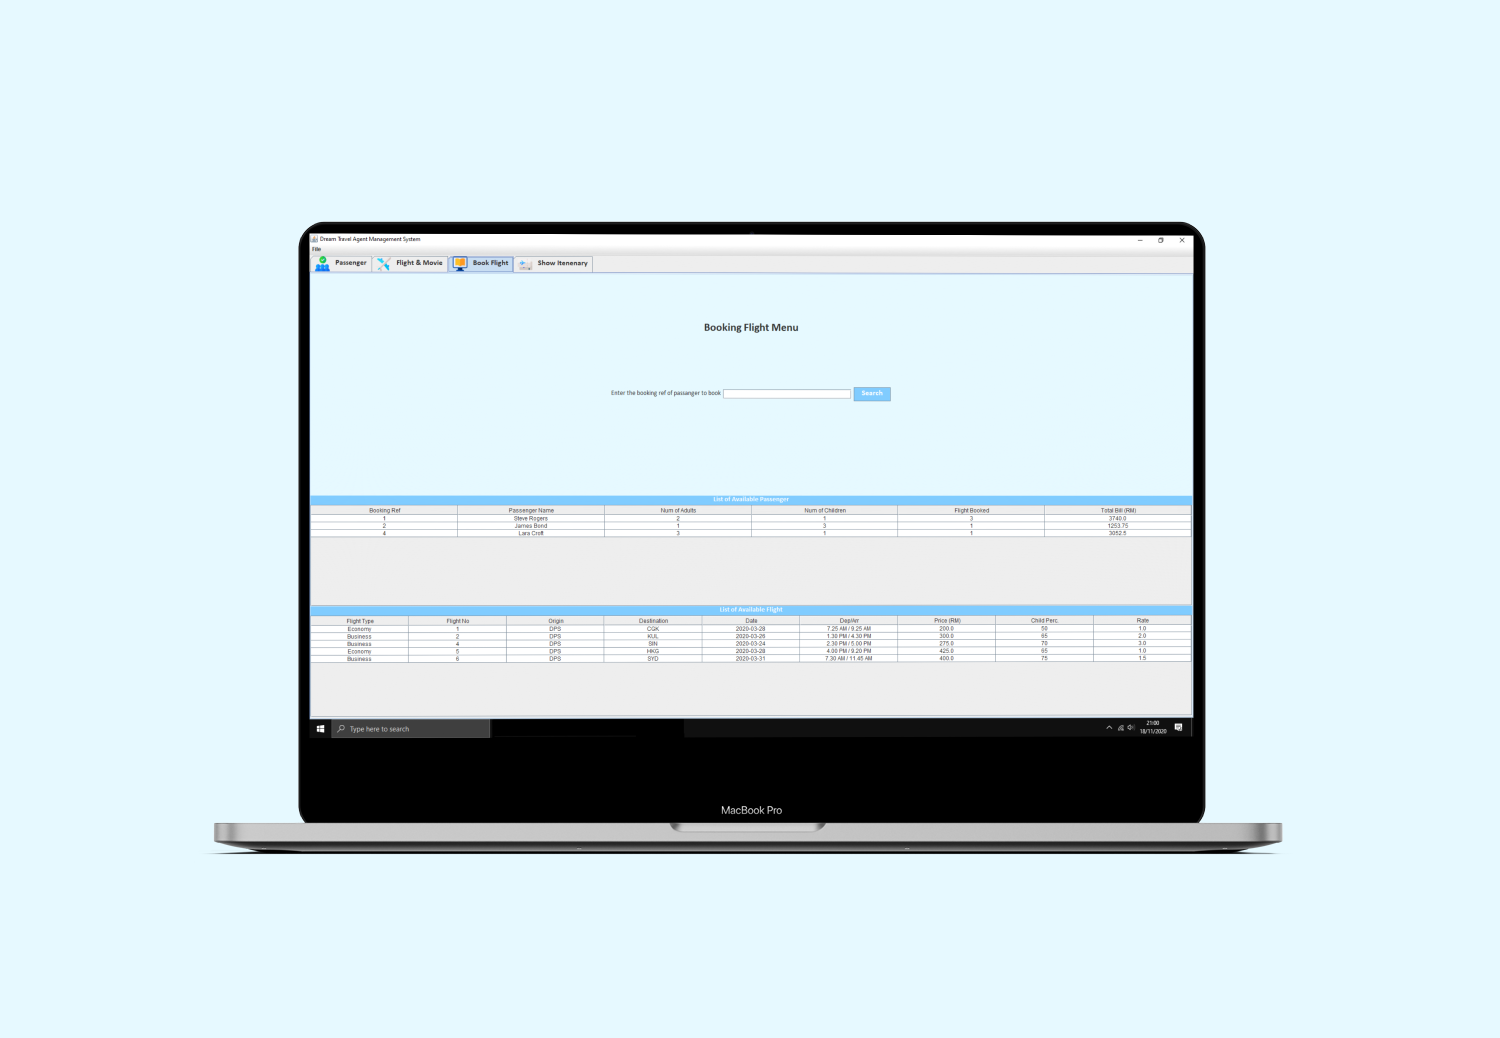 Dream Travel Agent Management System
File
Passenger Flight & Movie Book Flight Show Itenenary
Booking Flight Menu
Enter the booking ref of passanger to book Search
List of Available Passenger
Booking Ref Passenger Name Num of Adults Num of Children Flight Booked Total Bill (RM)
1 Steve Rogers 2 1 3 3740.0
2 James Bond 1 3 1 1253.75
4 Lara Croft 3 1 1 3052.5
List of Available Flight
Flight Type Flight No Origin Destination Date Dep/Arr Price (RM) Child Perc. Rate
Economy 1 DPS CGK 2020-03-28 7.25 AM / 8.25 AM 200.0 50 1.0
Business 2 DPS KUL 2020-03-26 1.30 PM / 4.30 PM 300.0 65 2.0
Business 4 DPS SIN 2020-03-24 2.30 PM / 5.00 PM 275.0 70 3.0
Economy 5 DPS HKG 2020-03-28 4.00 PM / 9.20 PM 425.0 65 1.0
Business 6 DPS SYD 2020-03-31 7.30 AM / 11.45 AM 400.0 75 1.5
Type here to search
21:00
18/11/2020
MacBook Pro